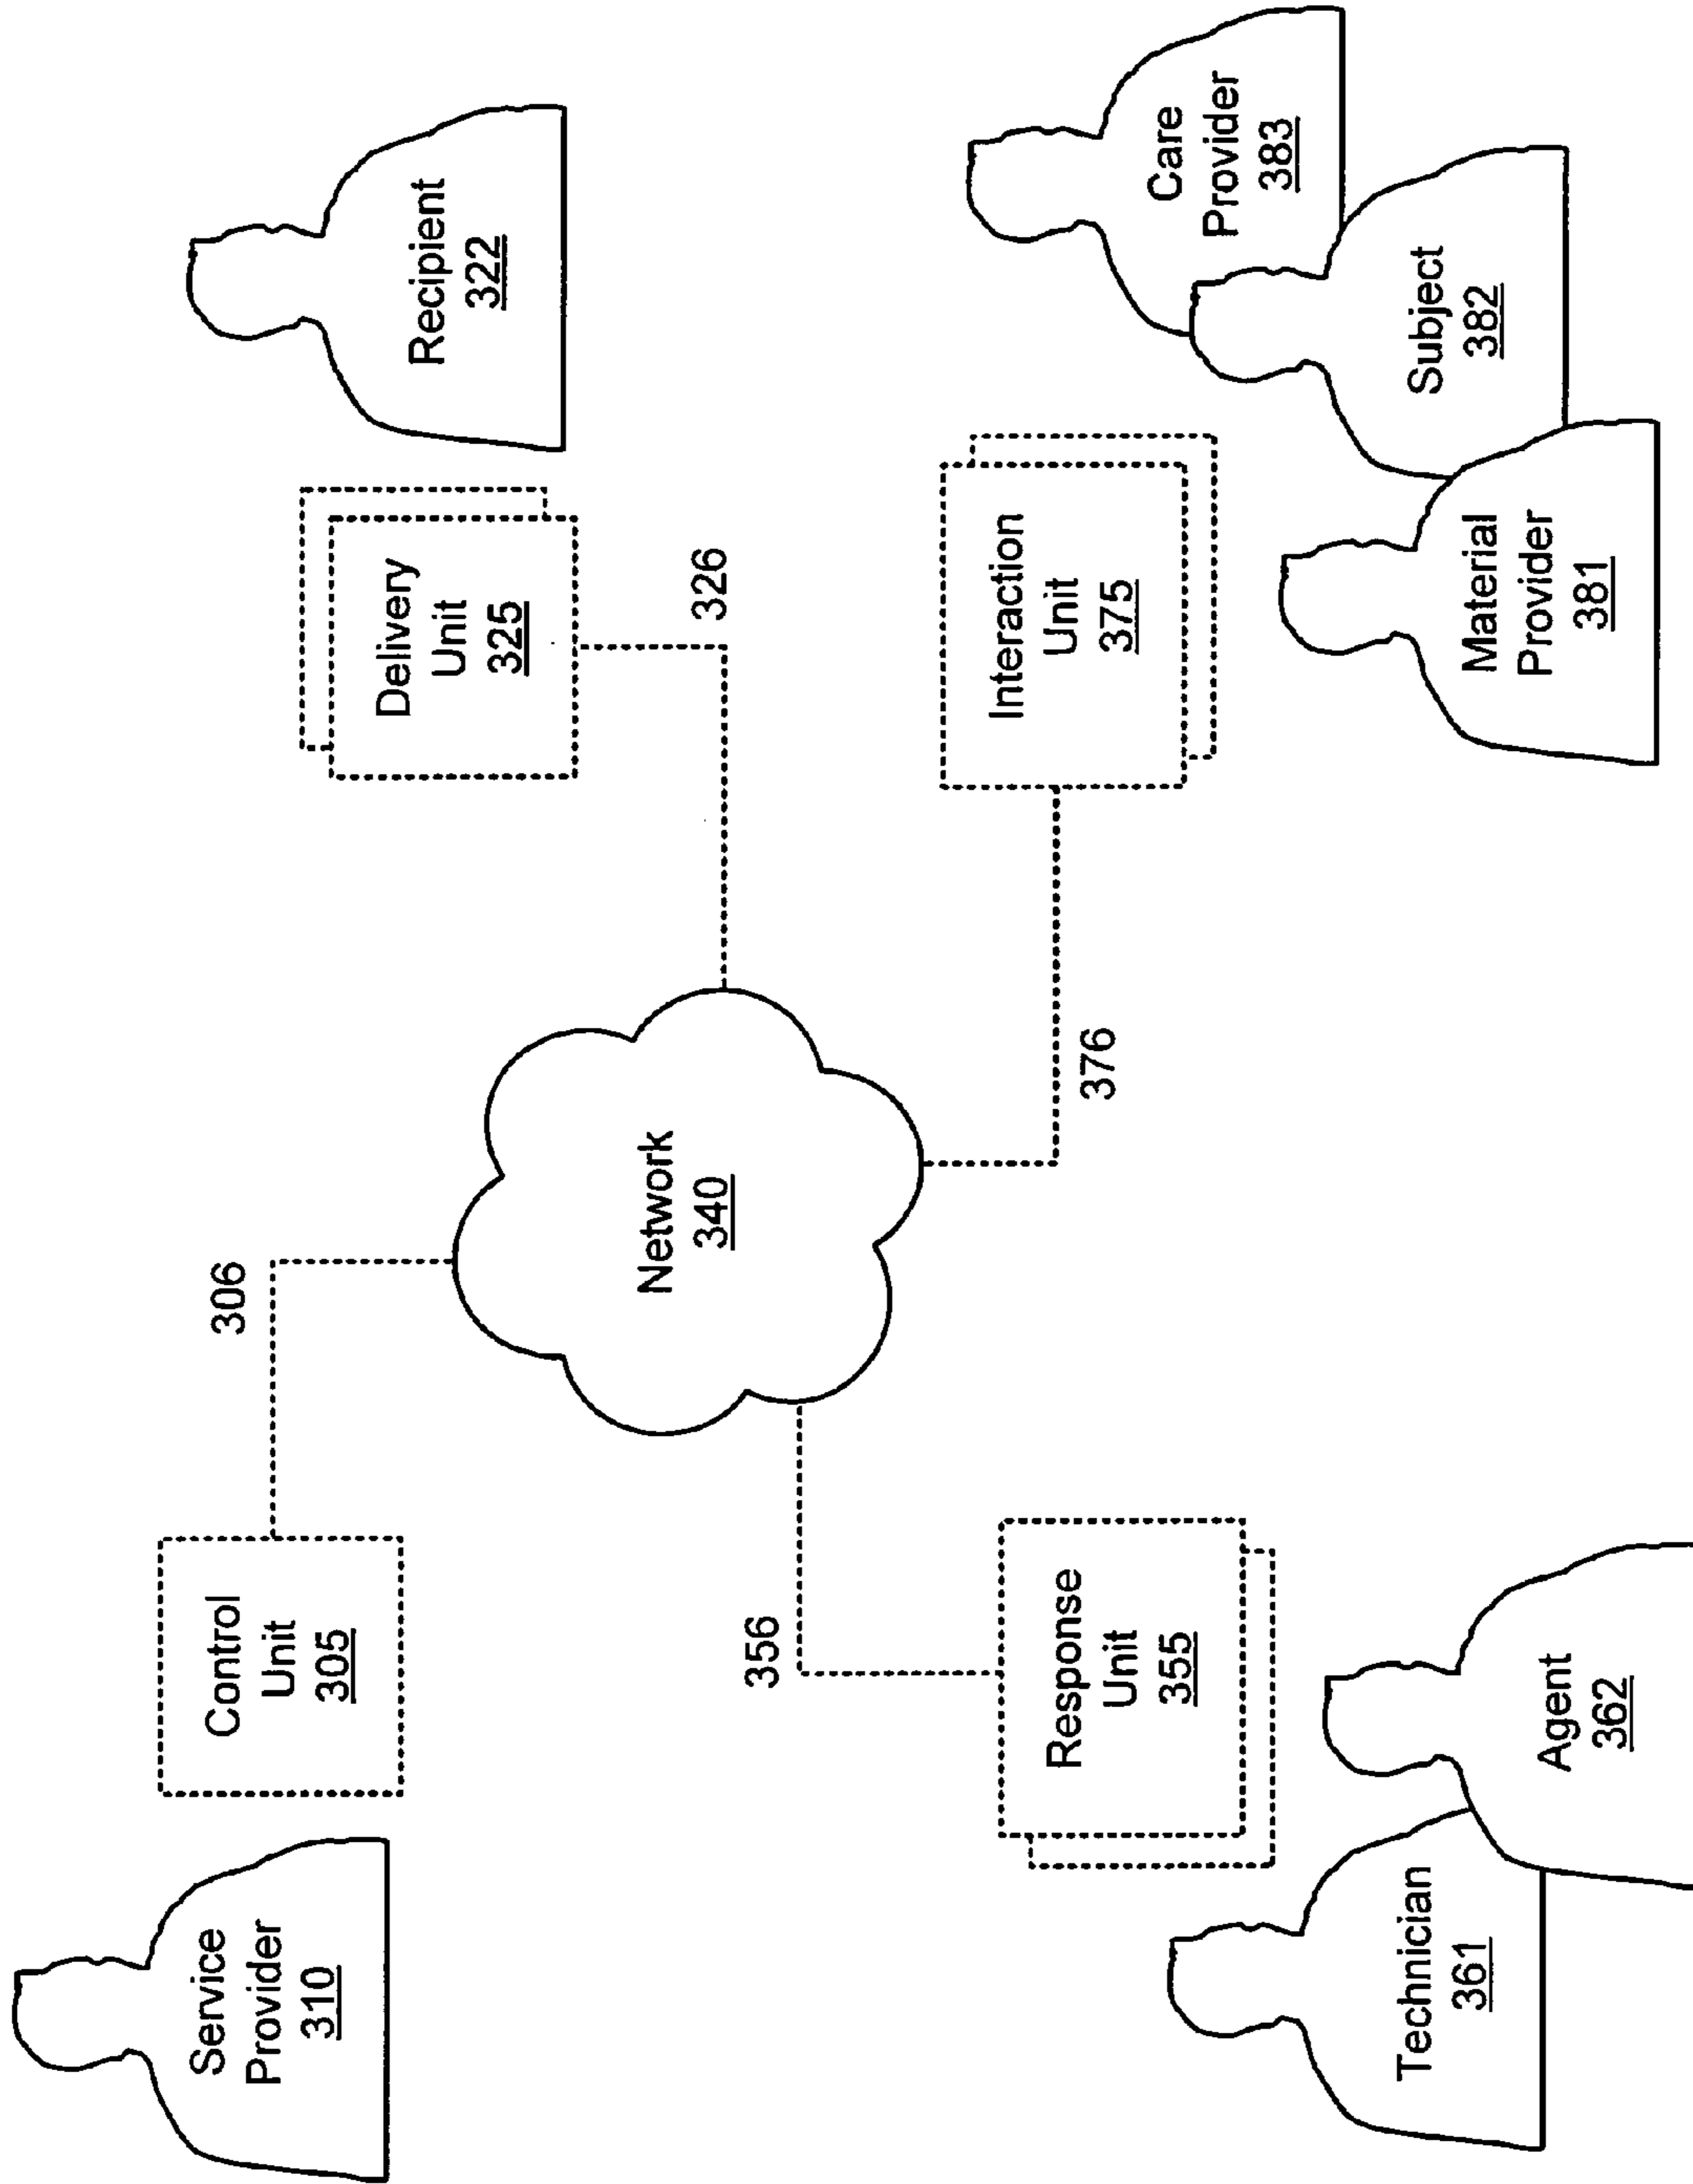 Service
Provider
310
Control
Unit
305
306
Recipient
322
Delivery
Unit
325
326
Network
340
356
Response
Unit
355
Technician
361
Agent
362
376
Interaction
Unit
375
Care
Provider
383
Subject
382
Material
Provider
381